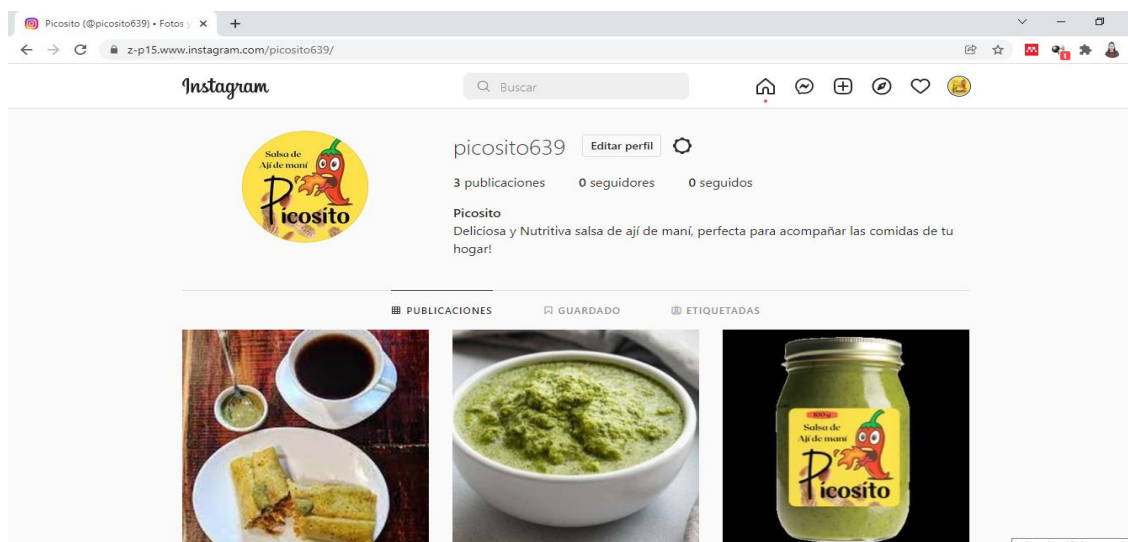 Picosito (@picosito639) • Fotos y
z-p15.www.instagram.com/picosito639/
1
Instagram
Buscar
picosito639 Editar perfil
3 publicaciones 0 seguidores 0 seguidos
Picosito
Deliciosa y Nutritiva salsa de ají de maní, perfecta para acompañar las comidas de tu
hogar!
Salsa de
Ají de maní
Picosito
PUBLICACIONES GUARDADO ETIQUETADAS
100g
Salsa de
Ají de maní
Picosito